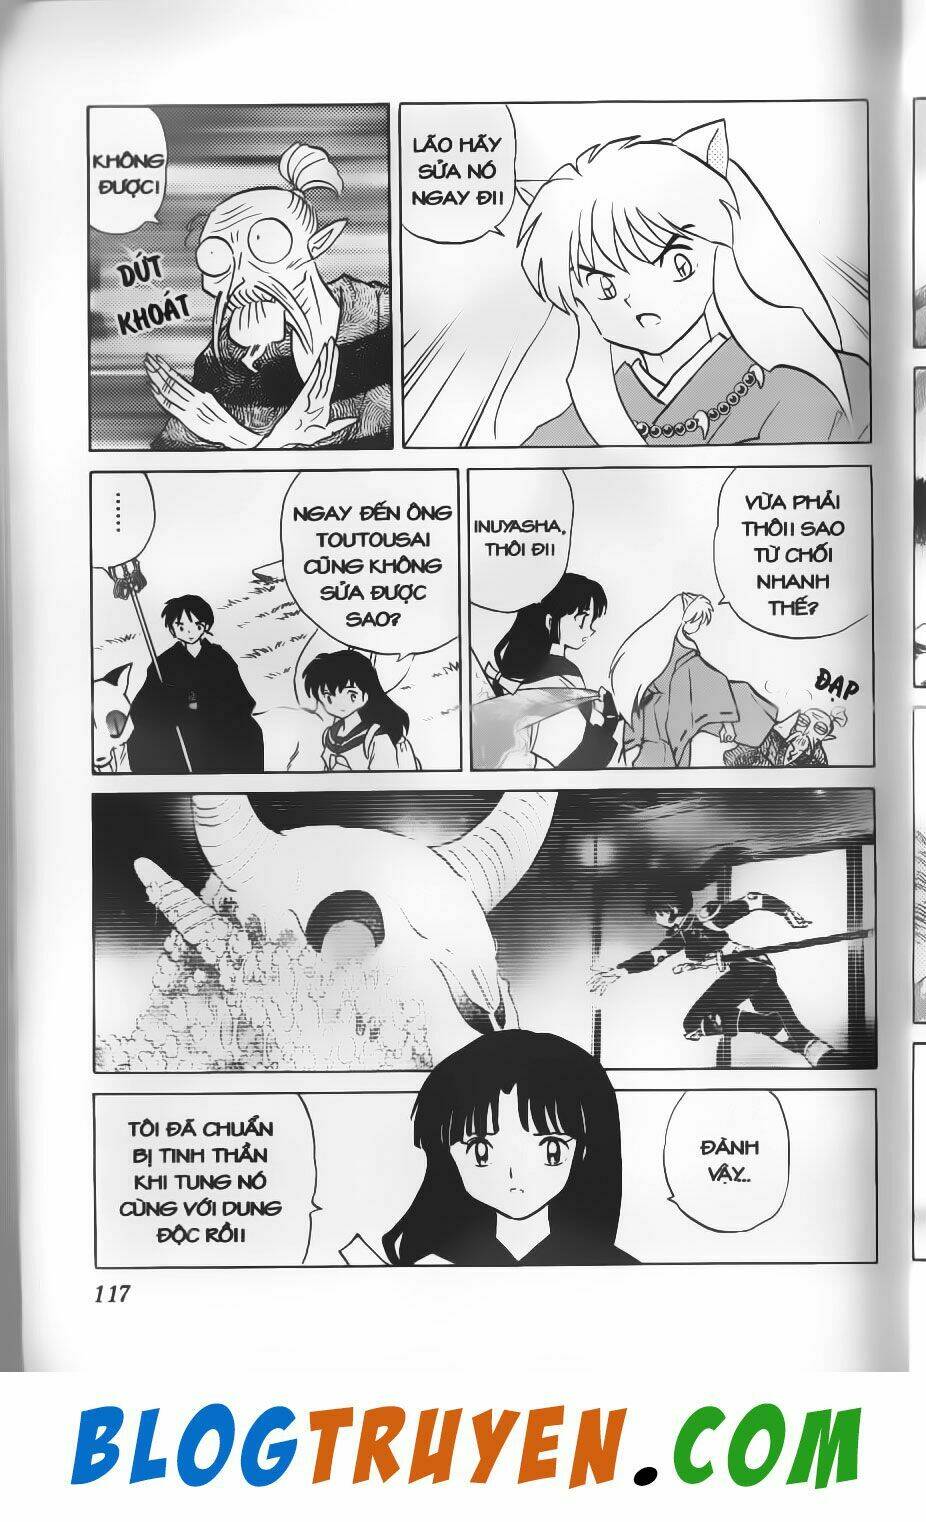 LÃO HÃY
SỬA NÓ
NGAY ĐI!
KHÔNG
ĐƯỢC!
DỨT
KHOÁT
VỪA PHẢI
THÔI! SAO
TỪ CHỐI
NHANH
THẾ?
INUYASHA,
THÔI ĐI!
ĐẠP
NGAY ĐẾN ÔNG
TOUTOUSAI
CŨNG KHÔNG
SỬA ĐƯỢC
SAO?
......
ĐÀNH
VẬY...
TÔI ĐÃ CHUẨN
BỊ TINH THẦN
KHI TUNG NÓ
CÙNG VỚI DUNG
ĐỘC RỒI!
117
BLOGTRUYEN.COM